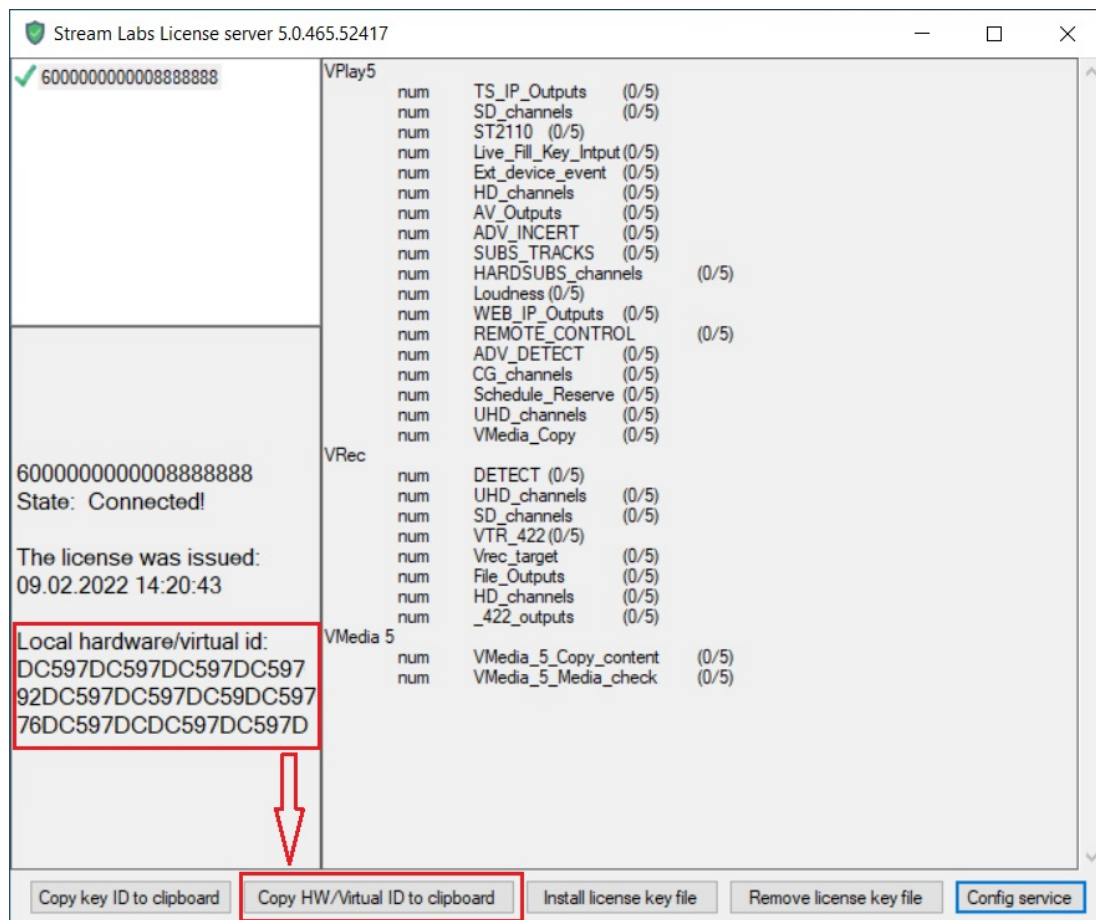 Stream Labs License server 5.0.465.52417
6000000000008888888
VPlay5
num TS_IP_Outputs (0/5)
num SD_channels (0/5)
num ST2110 (0/5)
num Live_Fill_Key_Intput (0/5)
num Ext_device_event (0/5)
num HD_channels (0/5)
num AV_Outputs (0/5)
num ADV_INCERT (0/5)
num SUBS_TRACKS (0/5)
num HARDSUBS_channels (0/5)
num Loudness (0/5)
num WEB_IP_Outputs (0/5)
num REMOTE_CONTROL (0/5)
num ADV_DETECT (0/5)
num CG_channels (0/5)
num Schedule_Reserve (0/5)
num UHD_channels (0/5)
num VMedia_Copy (0/5)
VRec
num DETECT (0/5)
num UHD_channels (0/5)
num SD_channels (0/5)
num VTR_422 (0/5)
num Vrec_target (0/5)
num File_Outputs (0/5)
num HD_channels (0/5)
num _422_outputs (0/5)
VMedia 5
num VMedia_5_Copy_content (0/5)
num VMedia_5_Media_check (0/5)
6000000000008888888
State: Connected!
The license was issued:
09.02.2022 14:20:43
Local hardware/virtual id:
DC597DC597DC597DC597
92DC597DC597DC59DC597
76DC597DCDC597DC597D
Copy key ID to clipboard
Copy HW/Virtual ID to clipboard
Install license key file
Remove license key file
Config service